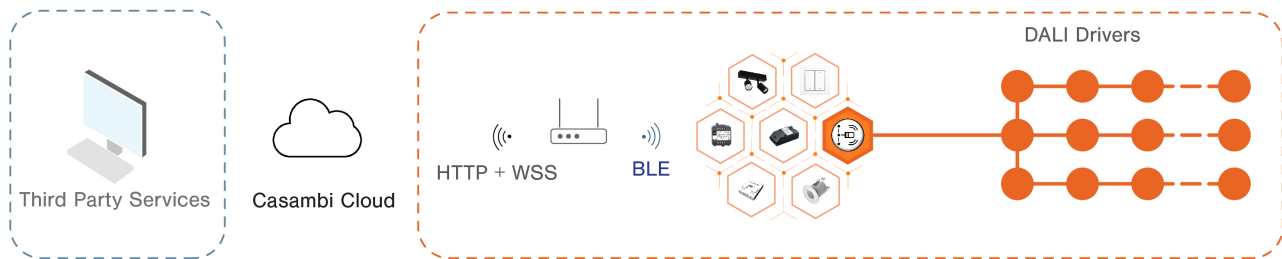 DALI Drivers
HTTP + WSS
BLE
Third Party Services
Casambi Cloud